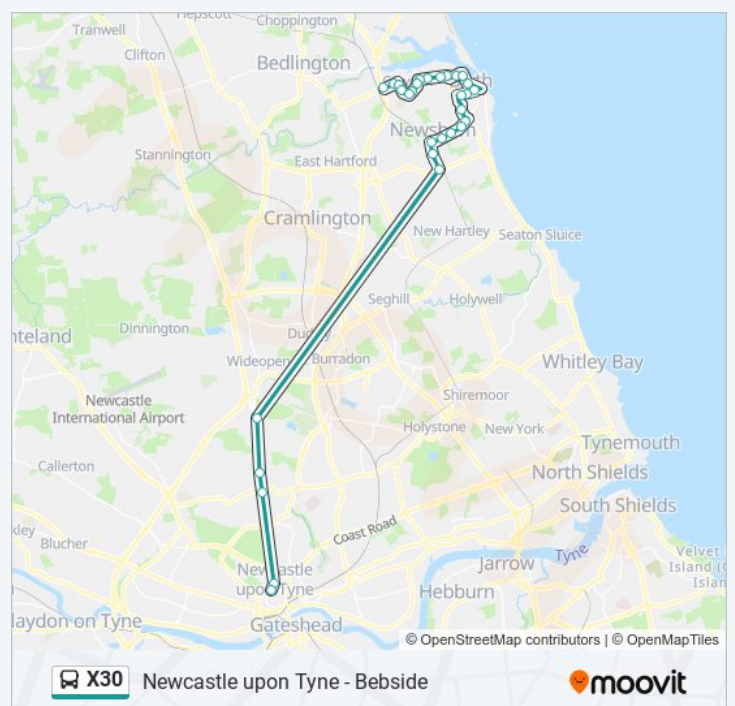 Hepscott
Choppington
Tranwell
Clifton
Bedlington
Newsham
Stannington
East Hartford
Cramlington
New Hartley
Seaton Sluice
Seghill
Holywell
Dinnington
Dudley
nteland
Wideopen
Burradon
Whitley Bay
Newcastle
International Airport
Shiremoor
Holystone
New York
Tynemouth
Callerton
North Shields
South Shields
Coast Road
Blucher
Tyne
Newcastle
upon Tyne
Jarrow
Velvet
Island (
Islan
Hebburn
laydon on Tyne
Gateshead
© OpenStreetMap contributors | © OpenMapTiles
X30 Newcastle upon Tyne - Bebside
moovit